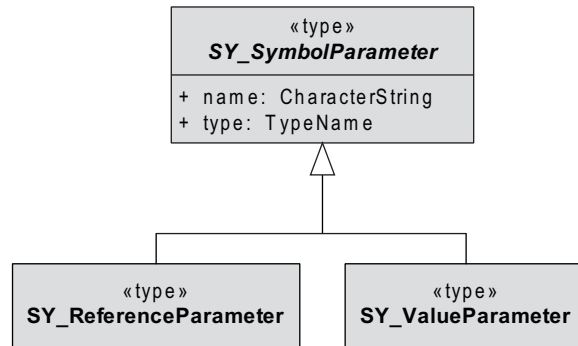 «type»
SY_SymbolParameter
+ name: CharacterString
+ type: TypeName
«type»
SY_ReferenceParameter
«type»
SY_ValueParameter